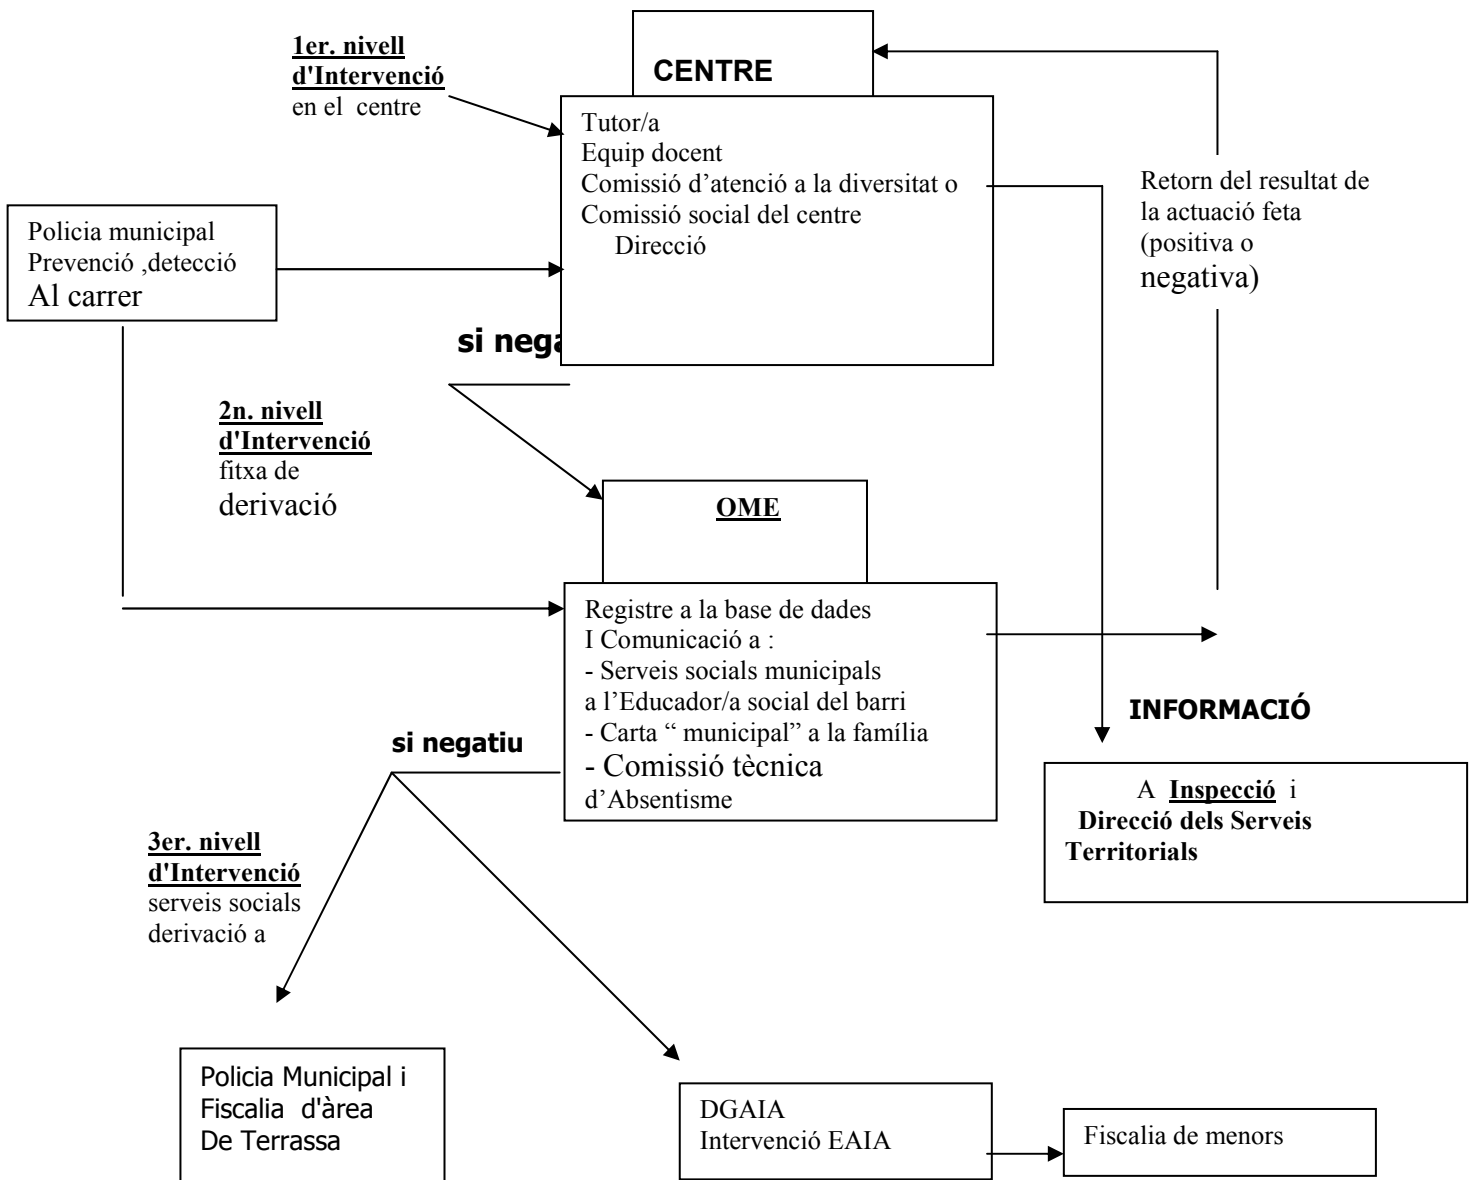 1er. nivell
d'Intervenció
en el centre
CENTRE
Tutor/a
Equip docent
Comissió d’atenció a la diversitat o
Comissió social del centre
Direcció
Retorn del resultat de
la actuació feta
(positiva o
negativa)
Policia municipal
Prevenció ,detecció
Al carrer
si nega
2n. nivell
d'Intervenció
fitxa de
derivació
OME
Registre a la base de dades
I Comunicació a :
- Serveis socials municipals
a l’Educador/a social del barri
- Carta “ municipal” a la família
- Comissió tècnica
d’Absentisme
INFORMACIÓ
A Inspecció i
Direcció dels Serveis
Territorials
si negatiu
3er. nivell
d'Intervenció
serveis socials
derivació a
Policia Municipal i
Fiscalia d'àrea
De Terrassa
DGAIA
Intervenció EAIA
Fiscalia de menors